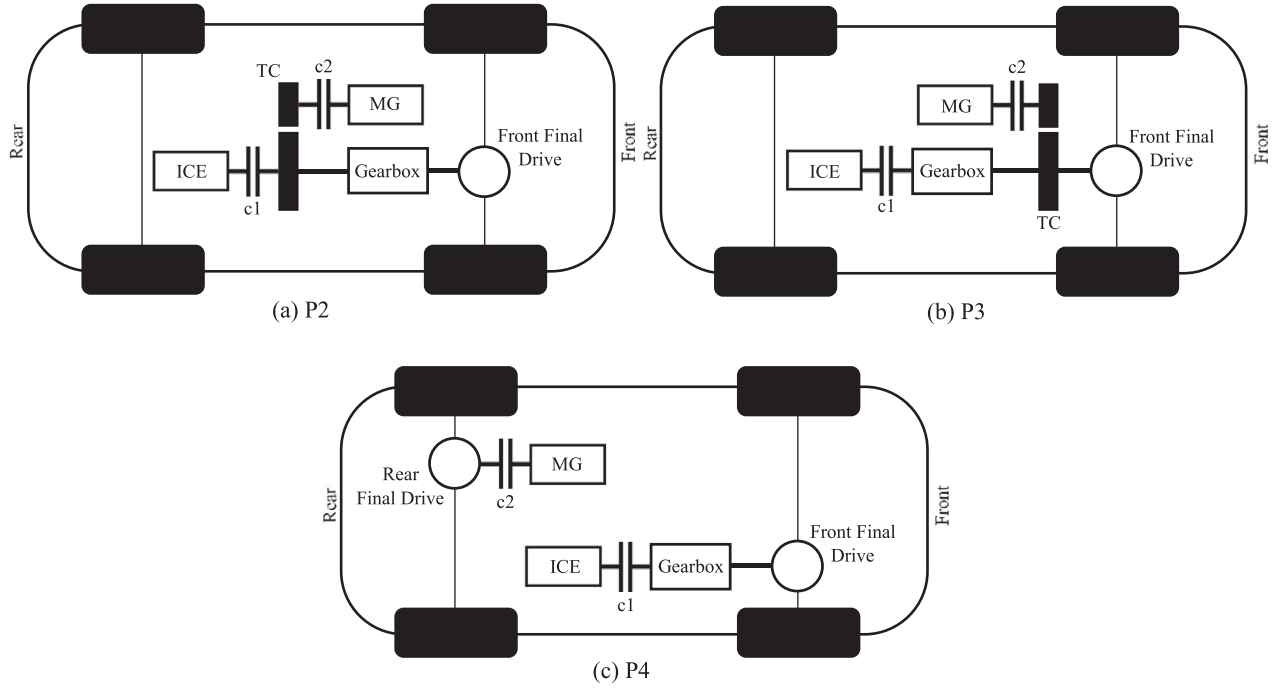 TC
c2
MG
Rear
ICE
c1
Gearbox
Front Final
Drive
Front
(a) P2
Rear
c2
MG
ICE
c1
Gearbox
TC
Front Final
Drive
Front
(b) P3
Rear
Rear
Final Drive
c2
MG
ICE
c1
Gearbox
Front Final
Drive
Front
(c) P4